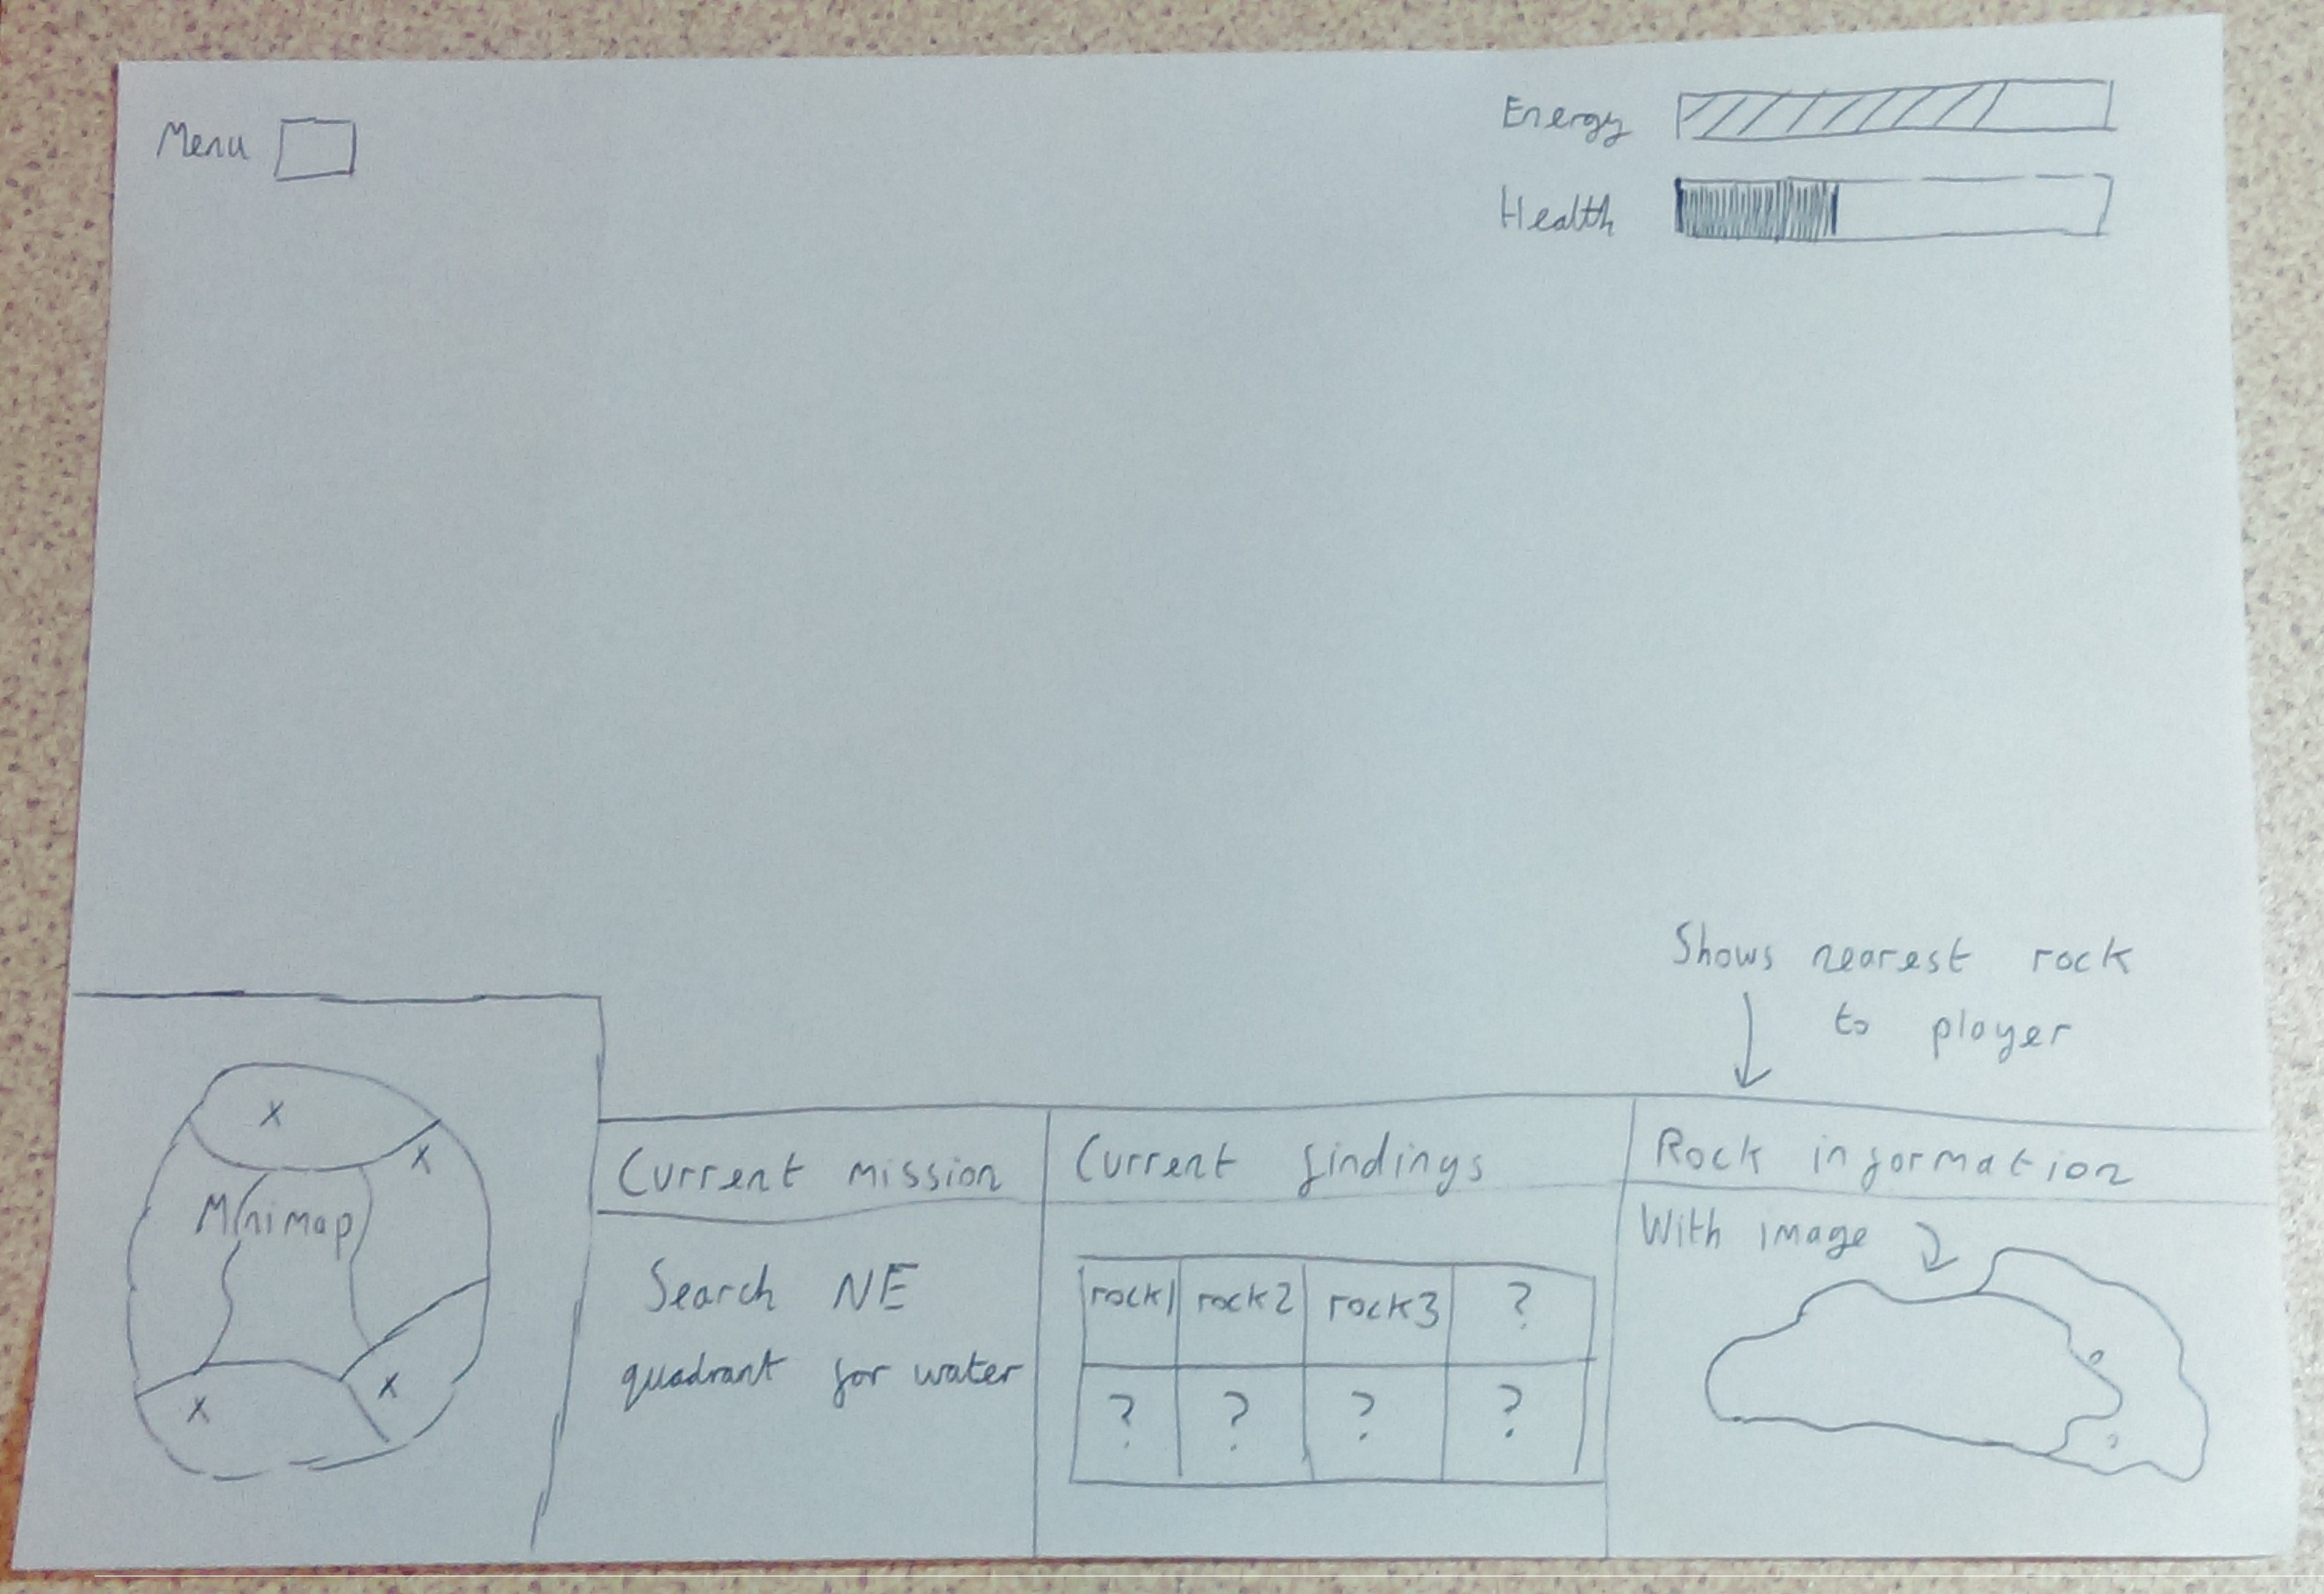 Menu
Energy
Health
Shows nearest rock
to player
Minimap
x
x
x
x
Current mission
Search NE
quadrant for water
Current findings
rock1 rock2 rock3 ?
? ? ? ?
Rock information
With image